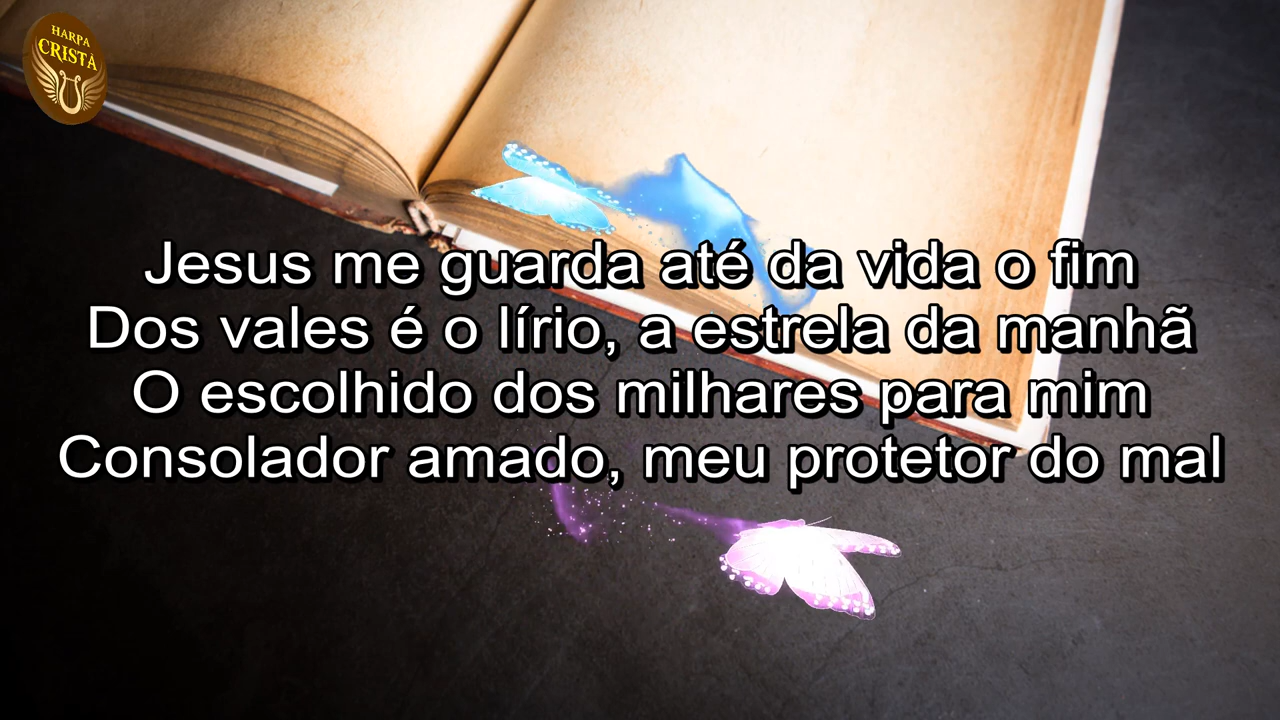 HARPA
CRISTÃ
Jesus me guarda até da vida o fim
Dos vales é o lírio, a estrela da manhã
O escolhido dos milhares para mim
Consolador amado, meu protetor do mal